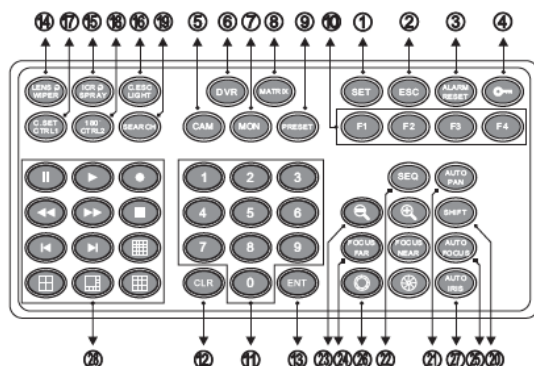 ⑭ ⑰ ⑮ ⑱ ⑯ ⑲ ⑤ ⑥ ⑦ ⑧ ⑨ ⑩ ① ② ③ ④
LENS WIPER
ICR SPRAY
C.ESC LIGHT
DVR
MATRIX
SET
ESC
ALARM RESET
C.SET CTRL1
180 CTRL2
SEARCH
CAM
MON
PRESET
F1 F2 F3 F4
1 2 3
4 5 6
7 8 9
CLR 0 ENT
SEQ
AUTO PAN
SHIFT
FOCUS FAR
FOCUS NEAR
AUTO FOCUS
AUTO IRIS
㉘ ⑫ ⑪ ⑬ ㉓ ㉔ ㉖ ㉒ ㉑ ㉗ ㉕ ⑳